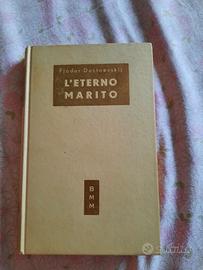 Fjodor Dostoevskij
L'ETERNO
MARITO
B
M
M